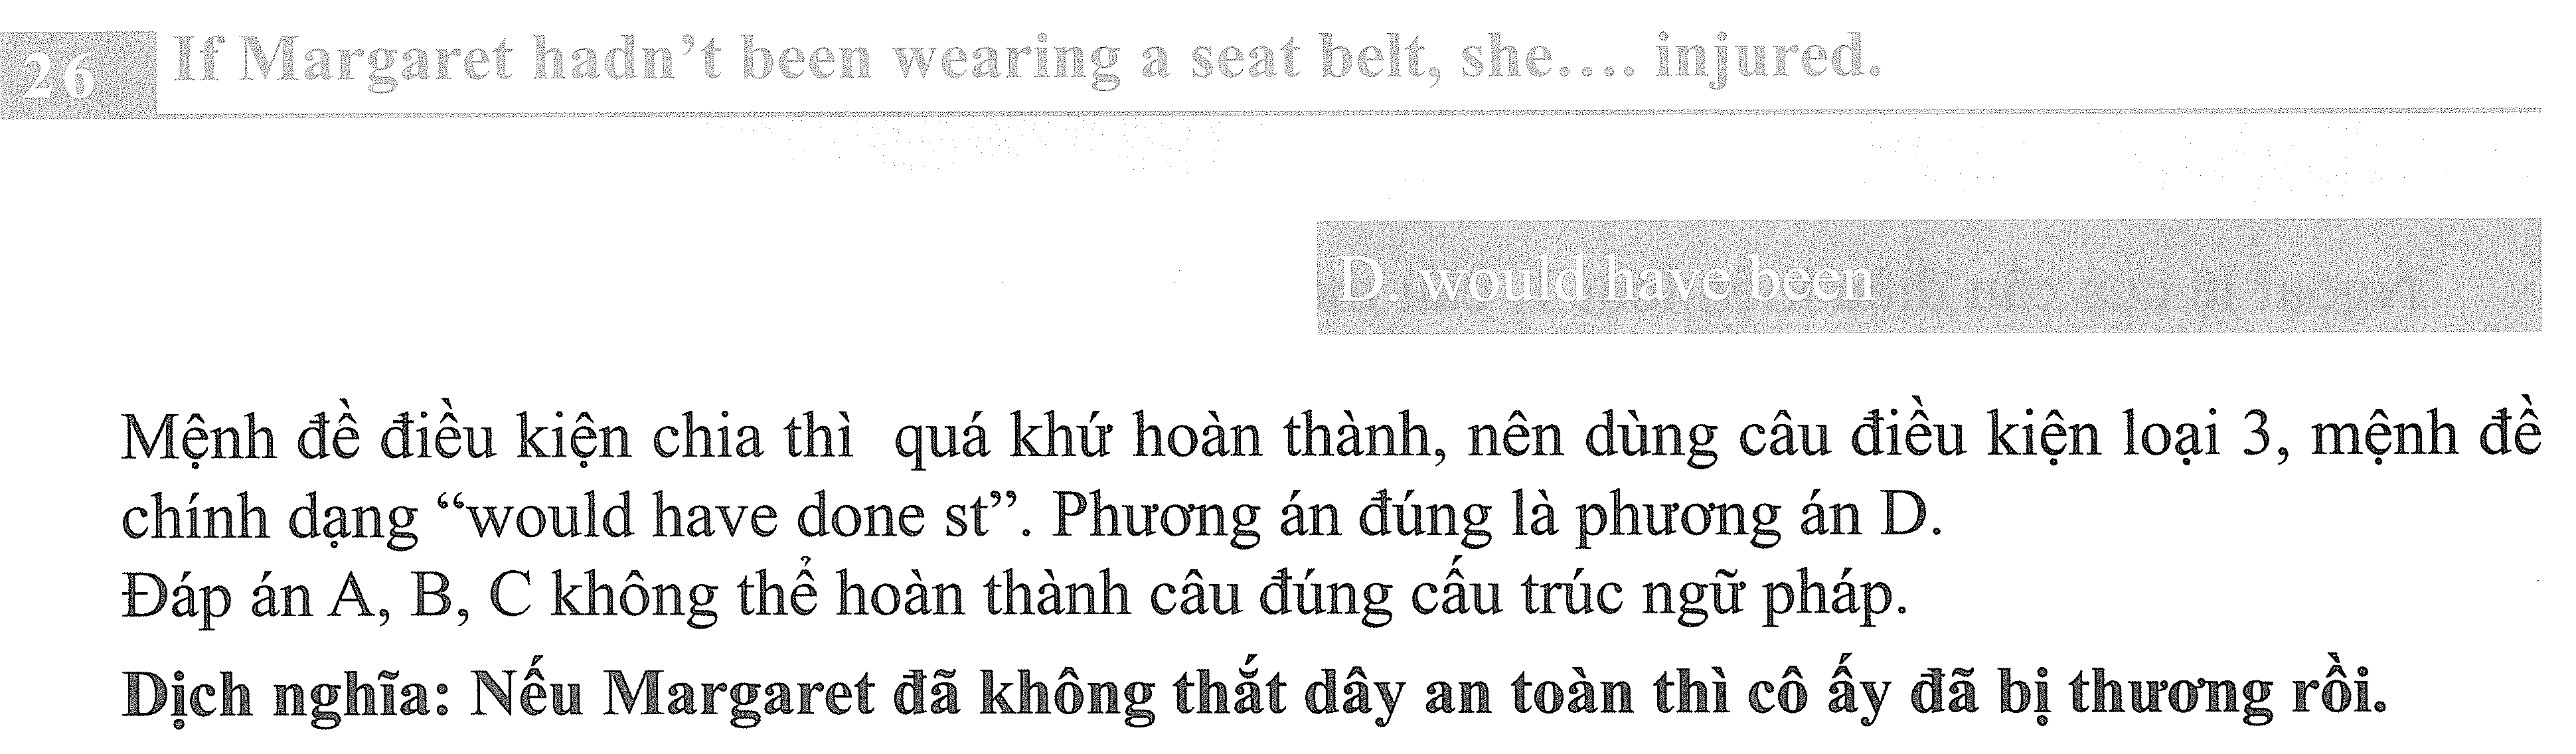 26 If Margaret hadn’t been wearing a seat belt, she.... injured.
D. would have been
Mệnh đề điều kiện chia thì quá khứ hoàn thành, nên dùng câu điều kiện loại 3, mệnh đề
chính dạng “would have done st”. Phương án đúng là phương án D.
Đáp án A, B, C không thể hoàn thành câu đúng cấu trúc ngữ pháp.
Dịch nghĩa: Nếu Margaret đã không thắt dây an toàn thì cô ấy đã bị thương rồi.